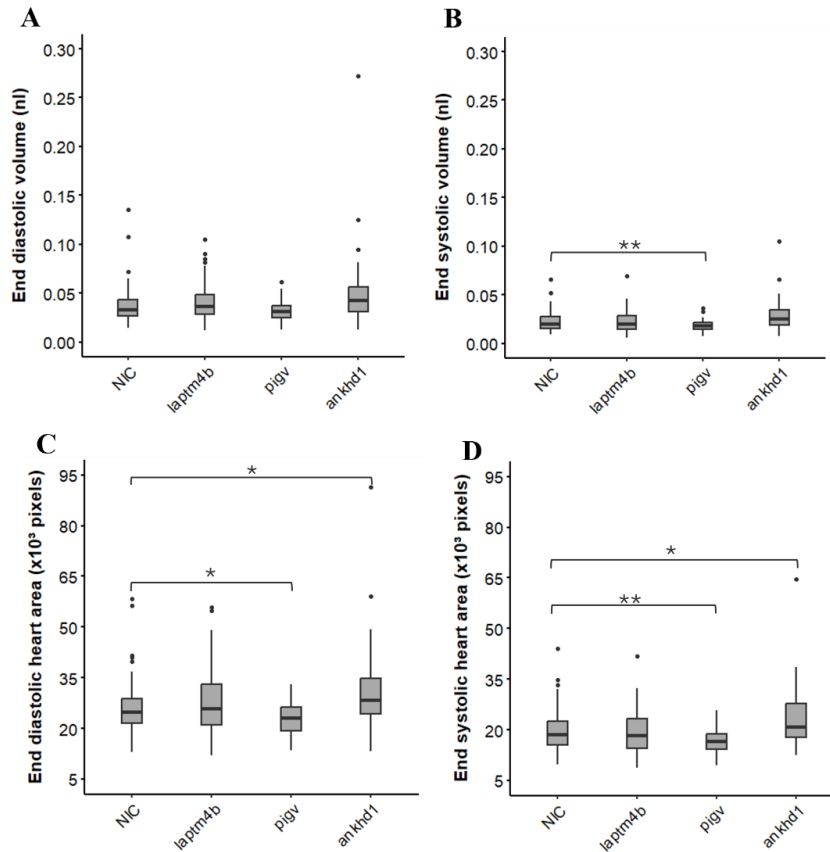 A
End diastolic volume (nl)
0.30
0.25
0.20
0.15
0.10
0.05
0.00
NIC
laptm4b
pigv
ankhd1
B
End systolic volume (nl)
0.30
0.25
0.20
0.15
0.10
0.05
0.00
**
NIC
laptm4b
pigv
ankhd1
C
End diastolic heart area (x10³ pixels)
95
80
65
50
35
20
5
*
*
NIC
laptm4b
pigv
ankhd1
D
End systolic heart area (x10³ pixels)
95
80
65
50
35
20
5
*
**
NIC
laptm4b
pigv
ankhd1